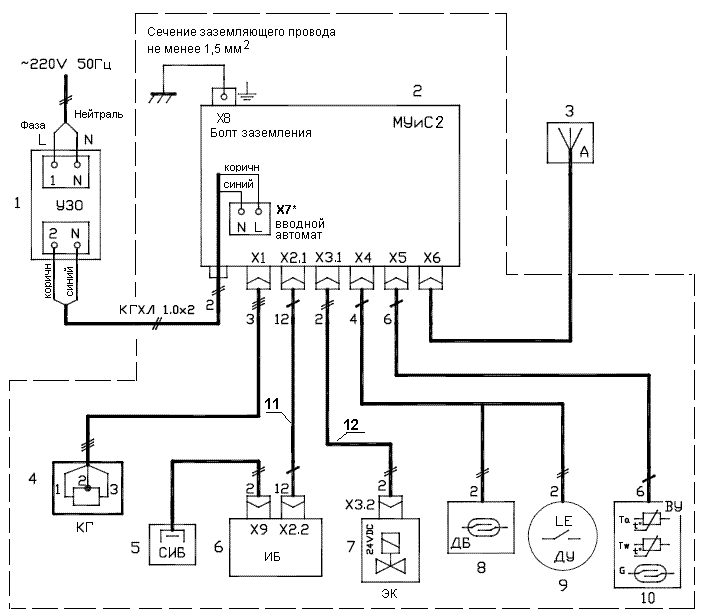 Сечение заземляющего провода
не менее 1,5 мм2
~220V 50Гц
Фаза
Нейтраль
L N
1 N
1
УЗО
2 N
коричн
синий
КГХЛ 1.0x2
2
X8
Болт заземления
МУиС2
коричн
синий
X7*
N L
вводной
автомат
X1 X2.1 X3.1 X4 X5 X6
2 3 12 2 4 6
3
A
11
12
4
1 2 3
КГ
5
СИБ
2 12
X9 X2.2
6
ИБ
2
X3.2
24VDC
7
ЭК
2
ДБ
8
2
LE
ДУ
9
6
ВУ
Ta
Tw
G
10